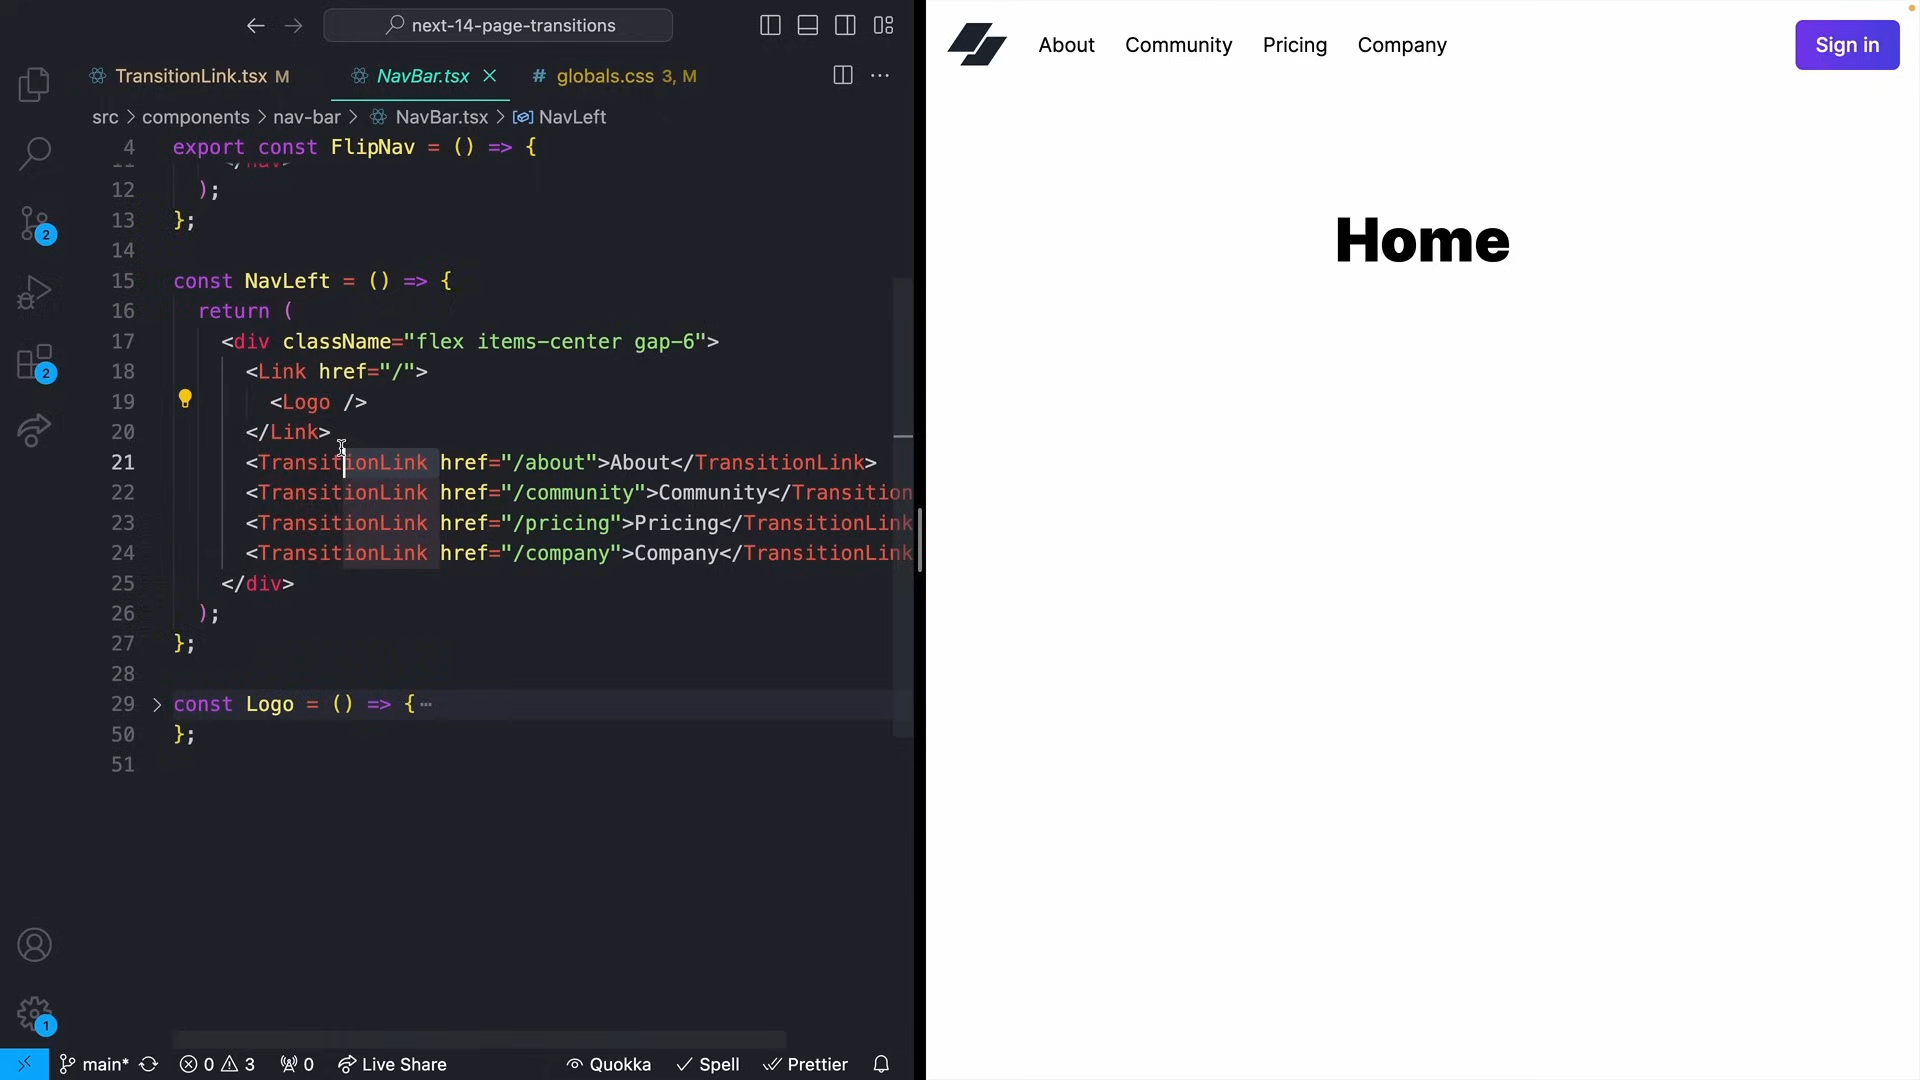 next-14-page-transitions
TransitionLink.tsx M
NavBar.tsx
# globals.css 3, M
src > components > nav-bar > NavBar.tsx > NavLeft
4 export const FlipNav = () => {
11 </nav>
12 );
13 };
14
15 const NavLeft = () => {
16 return (
17 <div className="flex items-center gap-6">
18 <Link href="/">
19 <Logo />
20 </Link>
21 <TransitionLink href="/about">About</TransitionLink>
22 <TransitionLink href="/community">Community</Transition
23 <TransitionLink href="/pricing">Pricing</TransitionLink
24 <TransitionLink href="/company">Company</TransitionLink
25 </div>
26 );
27 };
28
29 const Logo = () => {⋯
50 };
51
2
2
1
main* 0 3 0 Live Share Quokka Spell Prettier
About Community Pricing Company Sign in
Home